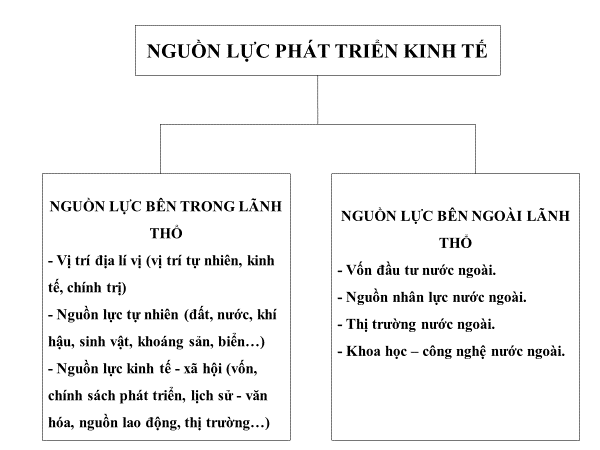 NGUỒN LỰC PHÁT TRIỂN KINH TẾ
NGUỒN LỰC BÊN TRONG LÃNH
THỔ
- Vị trí địa lí vị (vị trí tự nhiên, kinh
tế, chính trị)
- Nguồn lực tự nhiên (đất, nước, khí
hậu, sinh vật, khoáng sản, biển…)
- Nguồn lực kinh tế - xã hội (vốn,
chính sách phát triển, lịch sử - văn
hóa, nguồn lao động, thị trường…)
NGUỒN LỰC BÊN NGOÀI LÃNH
THỔ
- Vốn đầu tư nước ngoài.
- Nguồn nhân lực nước ngoài.
- Thị trường nước ngoài.
- Khoa học – công nghệ nước ngoài.